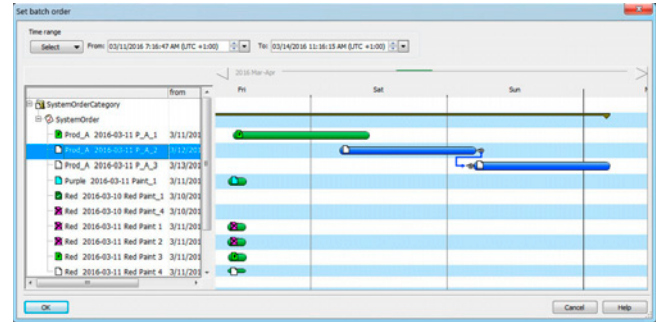 Set batch order
Time range
Select From: 03/11/2016 7:16:47 AM (UTC +1:00) To: 03/14/2016 11:16:15 AM (UTC +1:00)
2016 Mar-Apr
from Fri Sat Sun
SystemOrderCategory
SystemOrder
Prod_A 2016-03-11 P_A_1 3/11/201
Prod_A 2016-03-11 P_A_2 3/12/201
Prod_A 2016-03-11 P_A_3 3/13/201
Purple 2016-03-11 Paint_1 3/11/201
Red 2016-03-10 Red Paint_1 3/10/201
Red 2016-03-10 Red Paint_4 3/10/201
Red 2016-03-11 Red Paint 1 3/11/201
Red 2016-03-11 Red Paint 2 3/11/201
Red 2016-03-11 Red Paint 3 3/11/201
Red 2016-03-11 Red Paint 4 3/11/201
OK Cancel Help